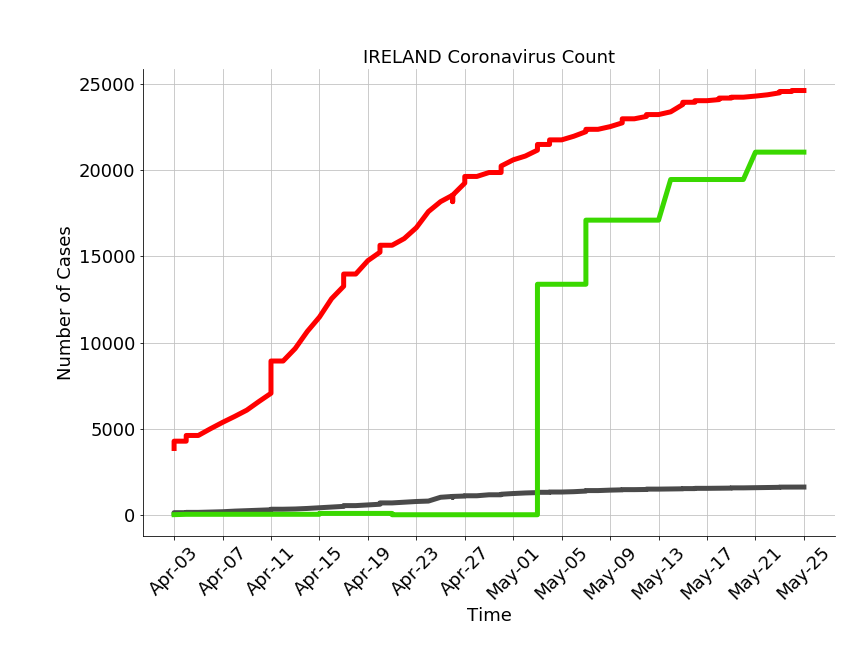 IRELAND Coronavirus Count
Number of Cases
25000
20000
15000
10000
5000
0
Apr-03
Apr-07
Apr-11
Apr-15
Apr-19
Apr-23
Apr-27
May-01
May-05
May-09
May-13
May-17
May-21
May-25
Time